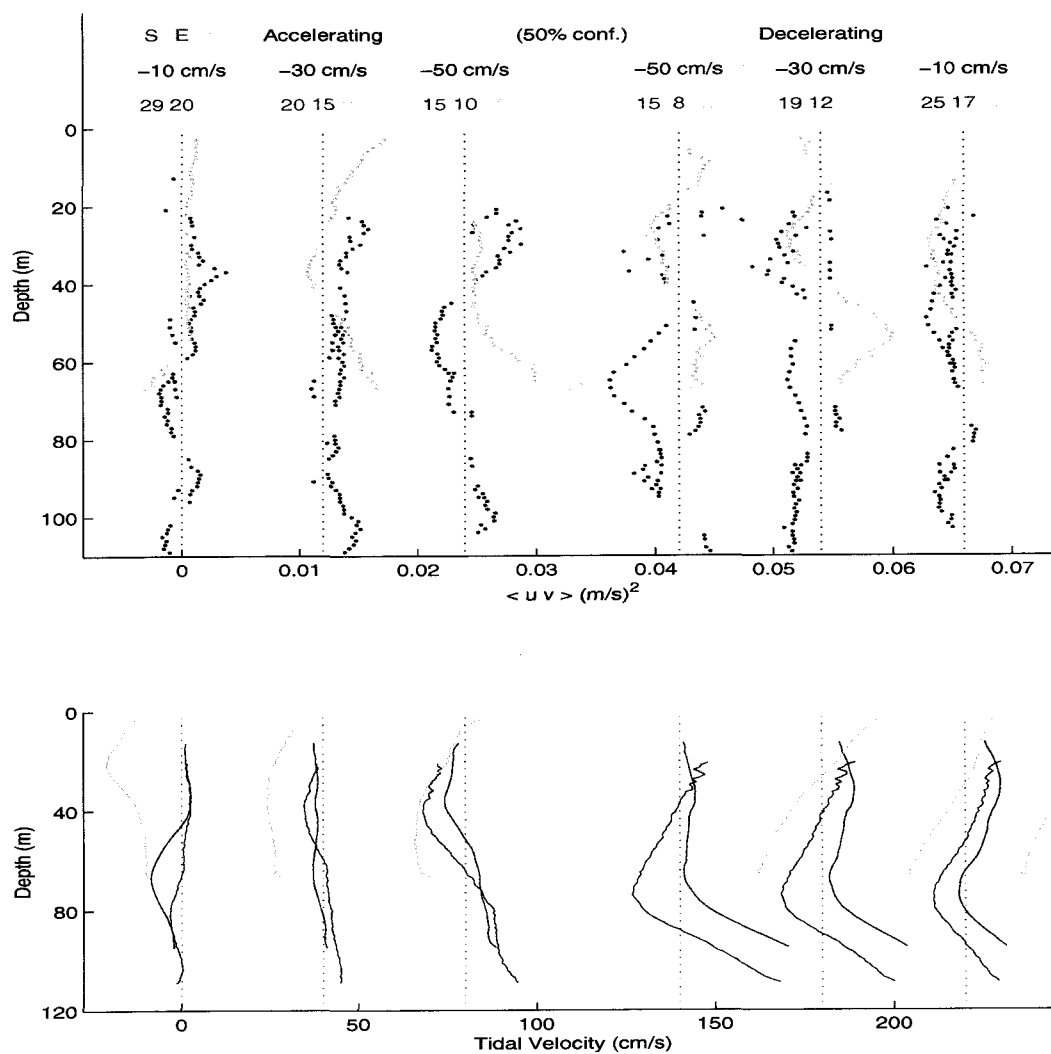 S E Accelerating (50% conf.) Decelerating
−10 cm/s −30 cm/s −50 cm/s −50 cm/s −30 cm/s −10 cm/s
29 20 20 15 15 10 15 8 19 12 25 17
0
20
40
60
80
100
Depth (m)
0 0.01 0.02 0.03 0.04 0.05 0.06 0.07
< u v > (m/s)²
0
40
80
120
Depth (m)
0 50 100 150 200
Tidal Velocity (cm/s)